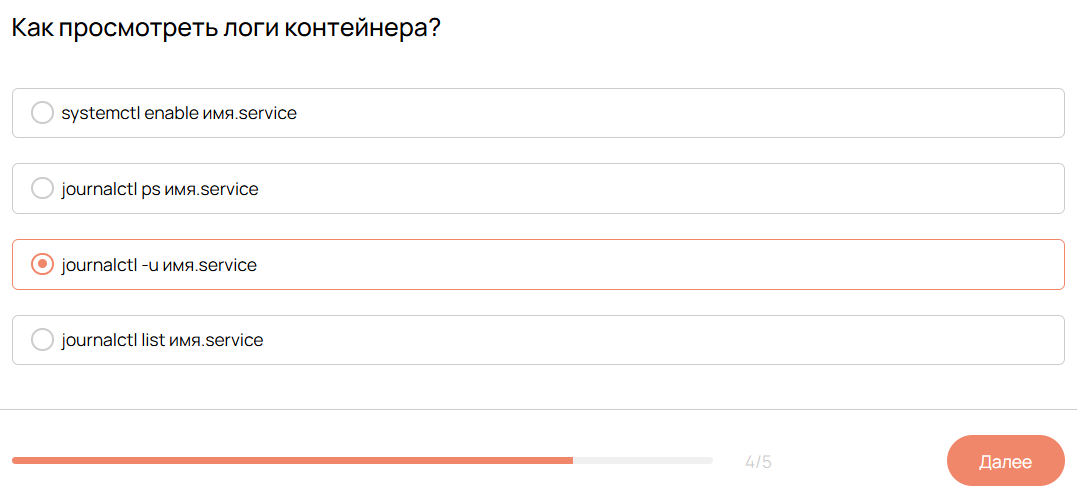 Как просмотреть логи контейнера?
systemctl enable имя.service
journalctl ps имя.service
journalctl -u имя.service
journalctl list имя.service
4/5
Далее